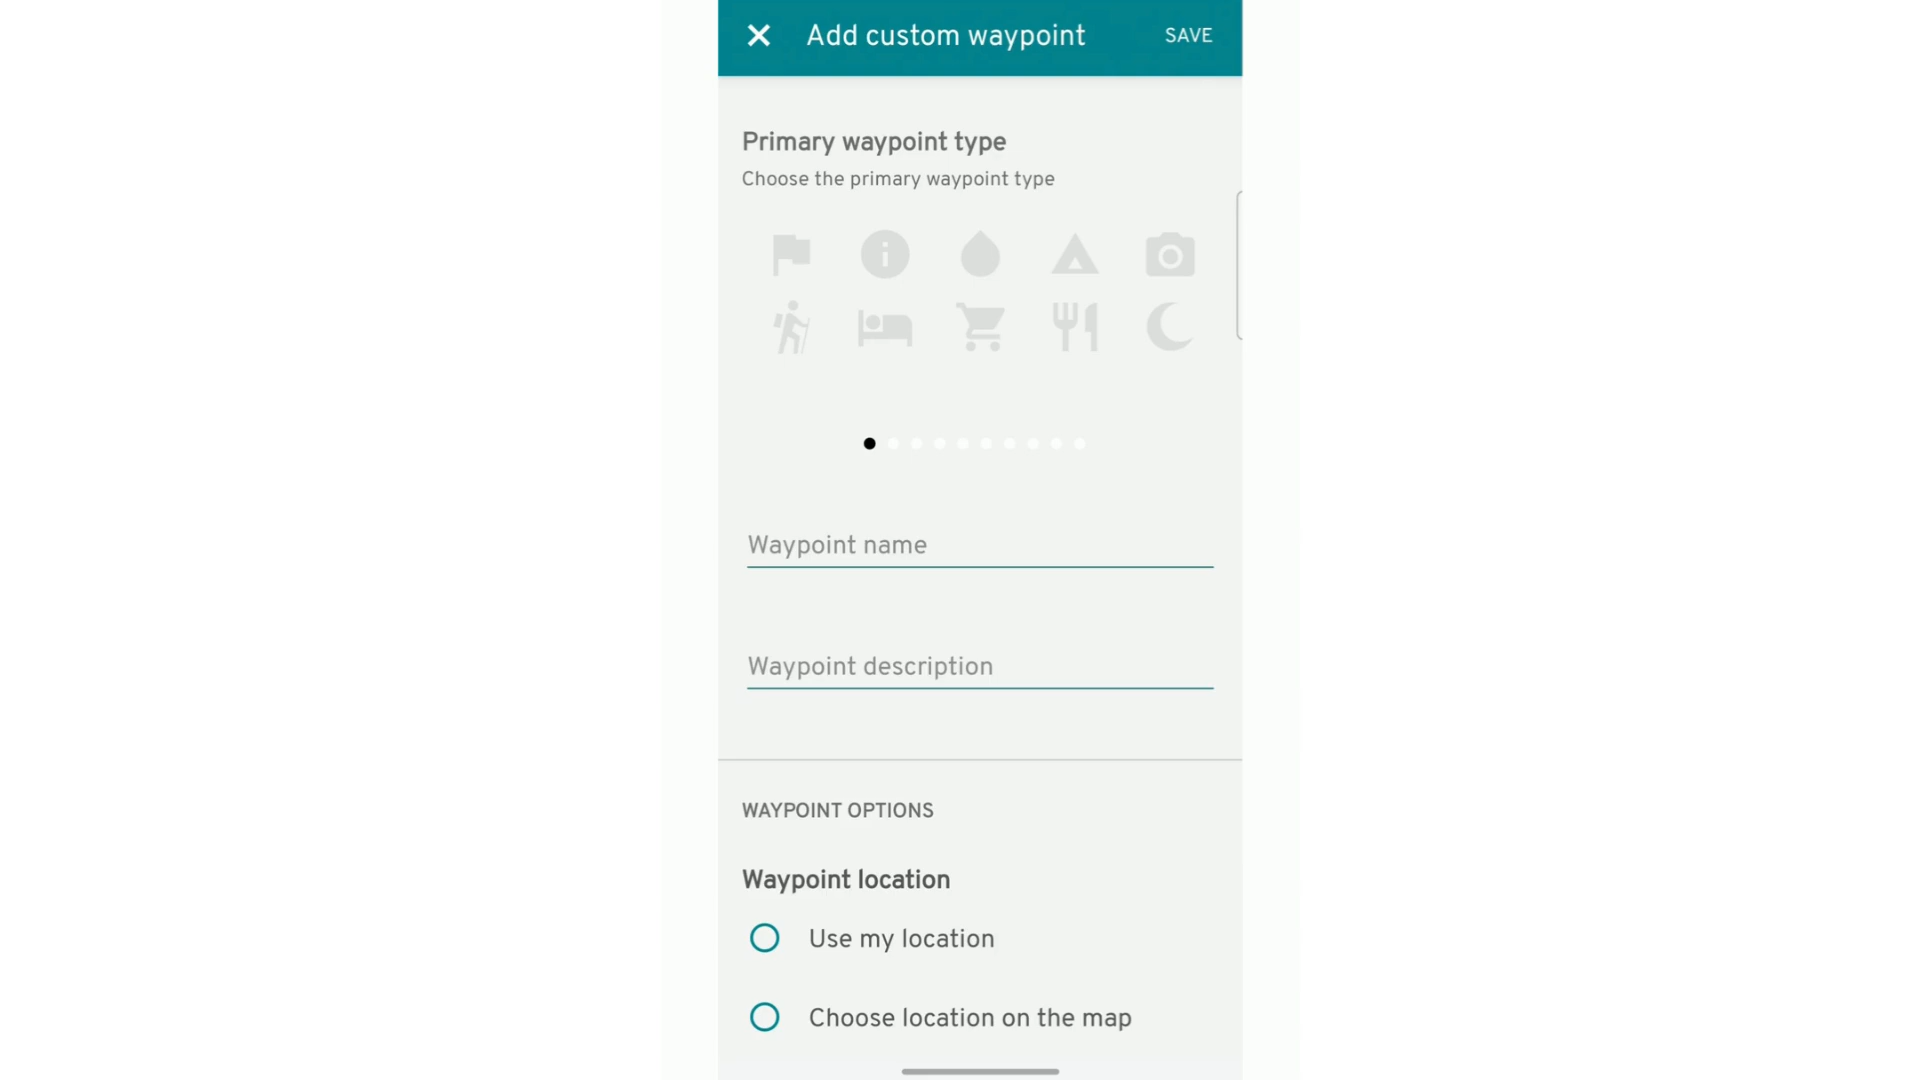 Add custom waypoint SAVE
Primary waypoint type
Choose the primary waypoint type
Waypoint name
Waypoint description
WAYPOINT OPTIONS
Waypoint location
Use my location
Choose location on the map